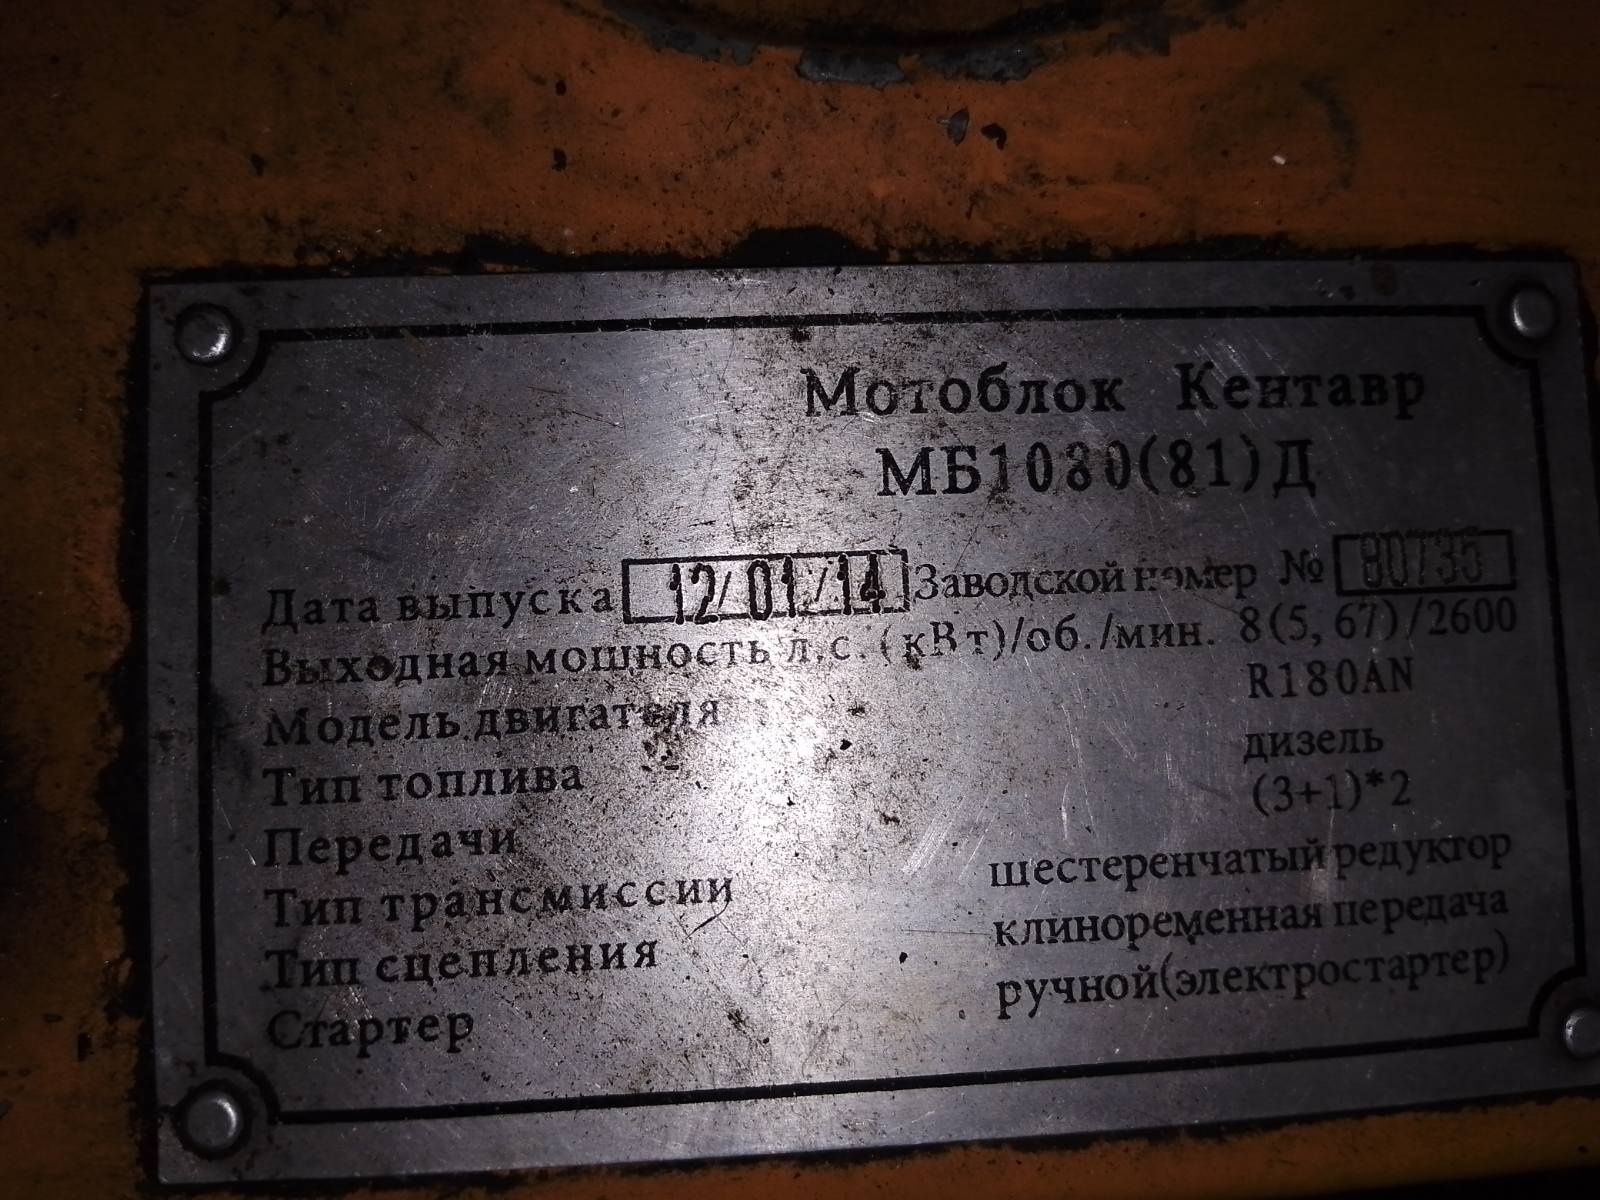 Мотоблок Кентавр
МБ1080(81)Д
Дата выпуска 12/01/14 Заводской номер № 80735
Выходная мощность л.с.(кВт)/об./мин. 8(5,67)/2600
Модель двигателя R180AN
Тип топлива дизель
Передачи (3+1)*2
Тип трансмиссии шестеренчатый редуктор
Тип сцепления клиноременная передача
Стартер ручной(электростартер)